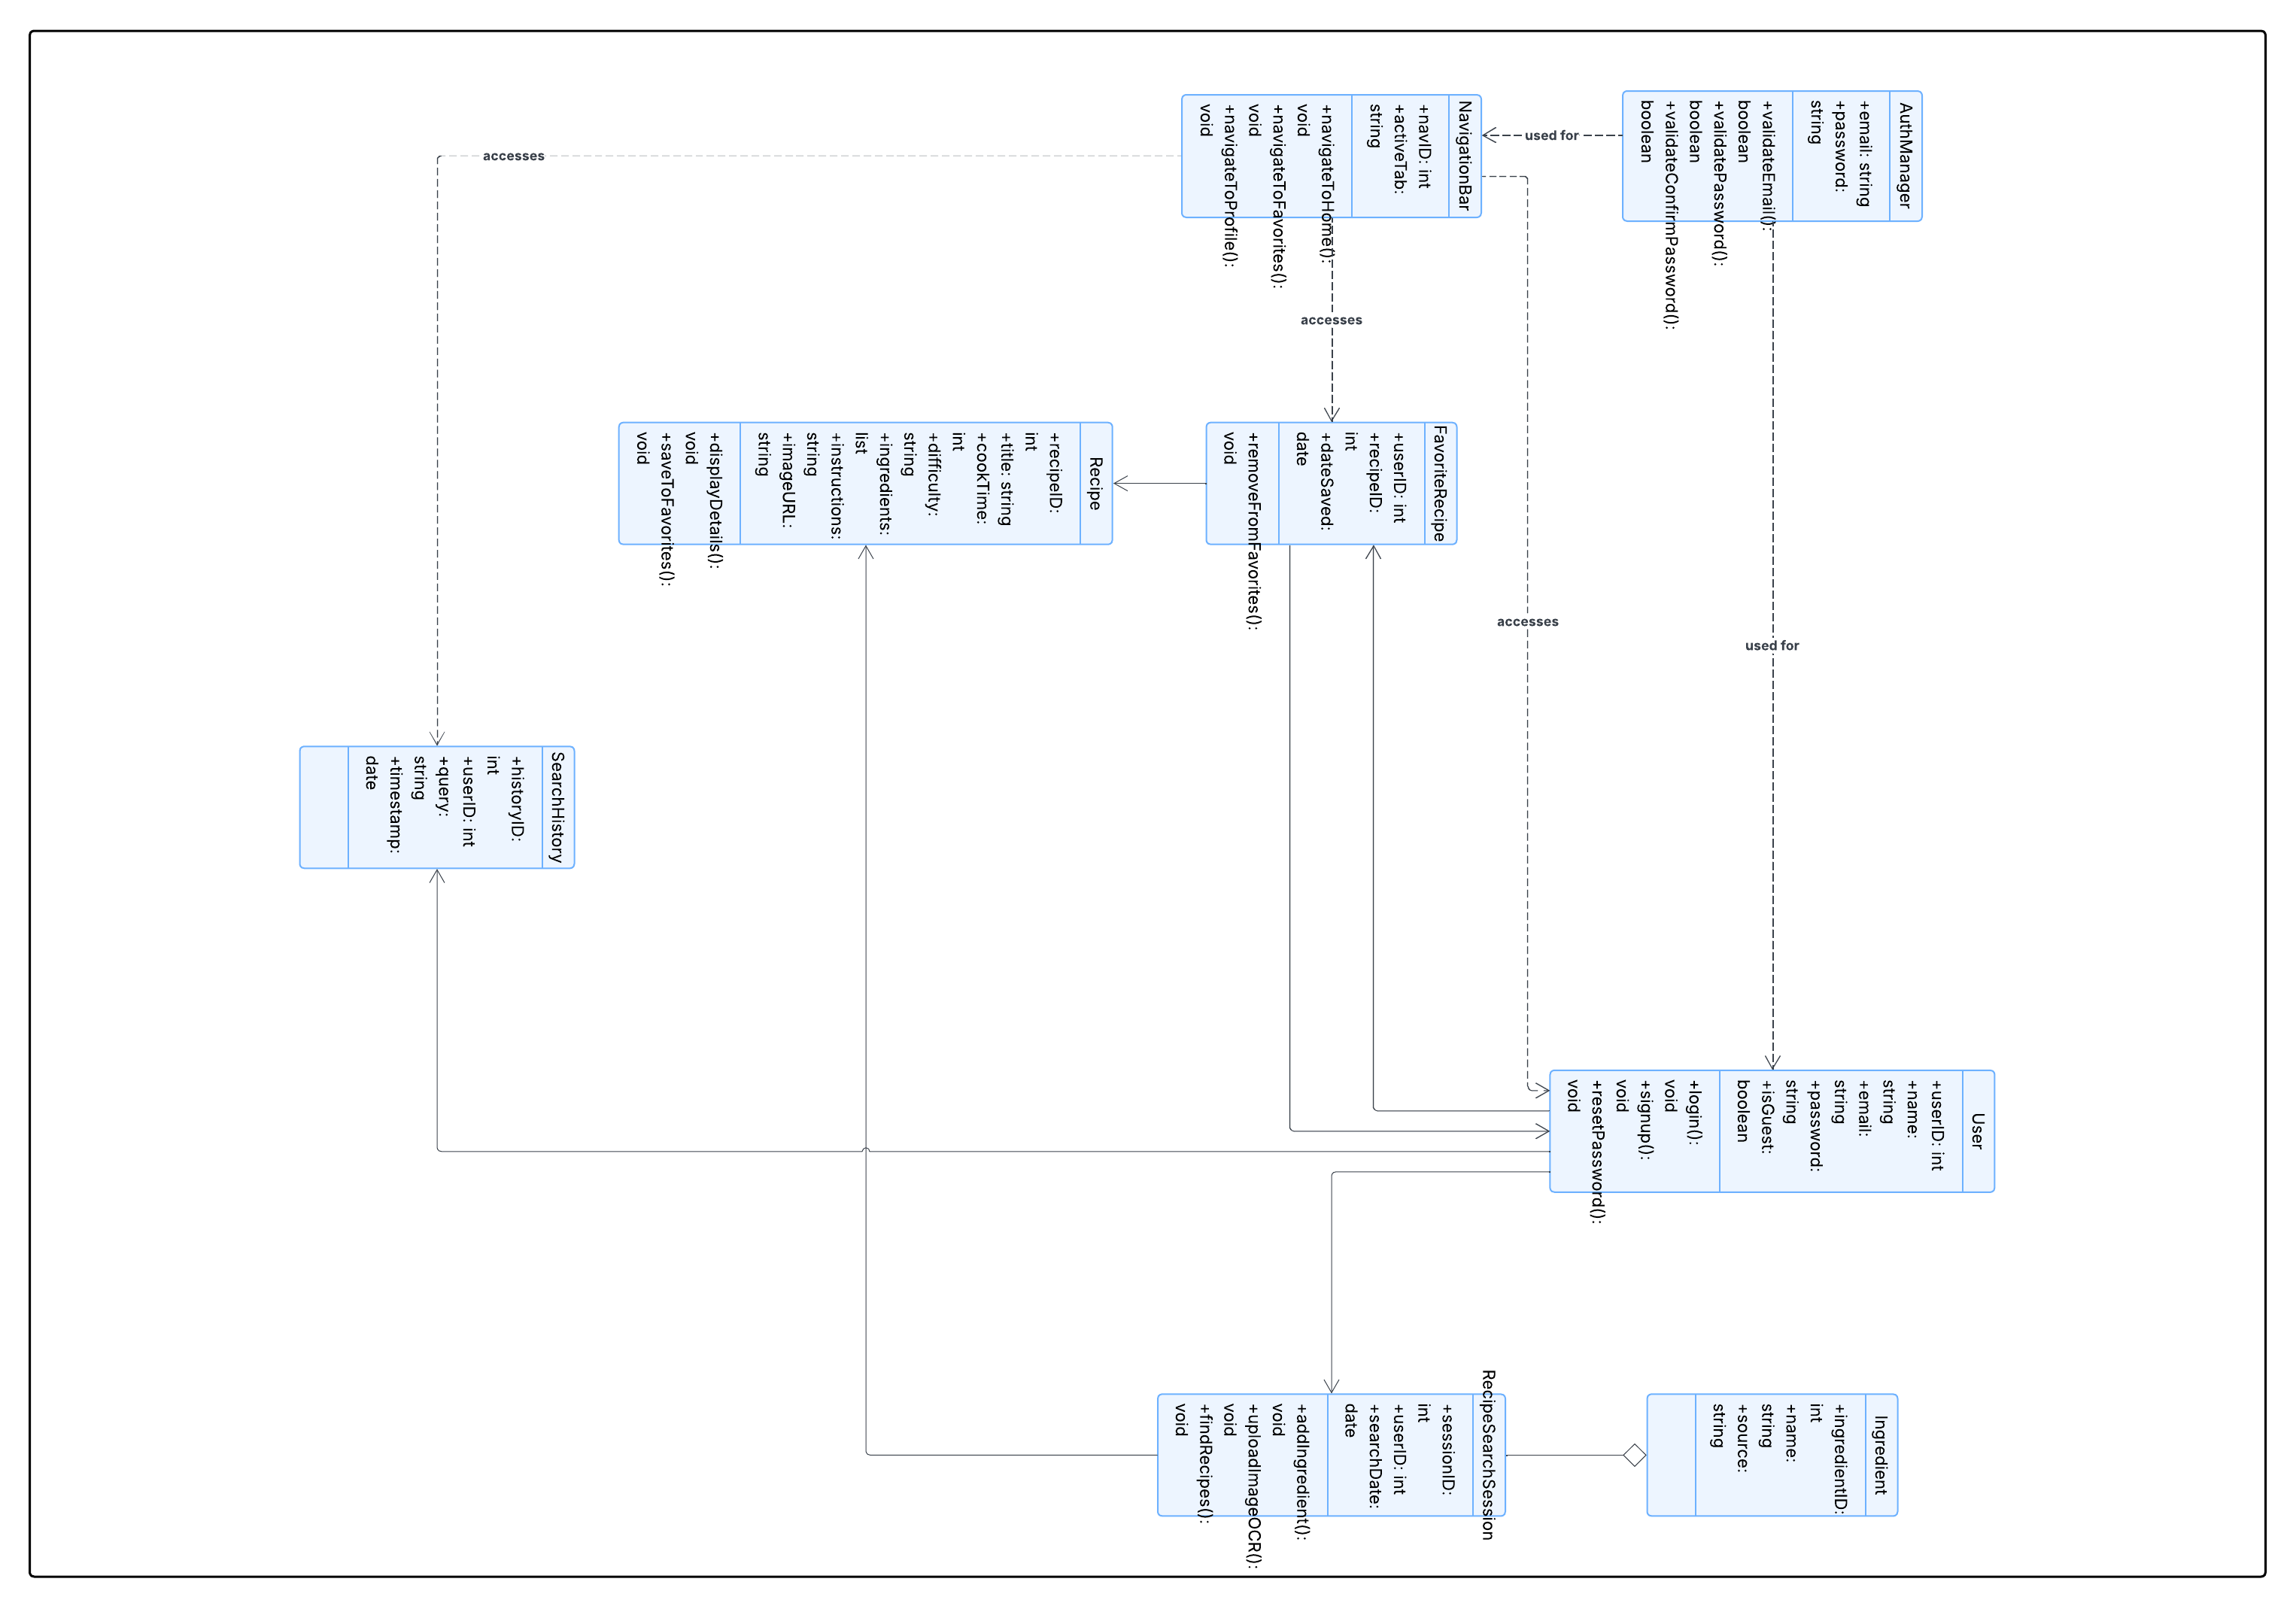 AuthManager
+email: string
+password:
string
+validateEmail():
boolean
+validatePassword():
boolean
+validateConfirmPassword():
boolean
used for
NavigationBar
+navID: int
+activeTab:
string
+navigateToHome():
void
+navigateToFavorites():
void
+navigateToProfile():
void
accesses
accesses
accesses
used for
FavoriteRecipe
+userID: int
+recipeID:
int
+dateSaved:
date
+removeFromFavorites():
void
Recipe
+recipeID:
int
+title: string
+cookTime:
int
+difficulty:
string
+ingredients:
list
+instructions:
string
+imageURL:
string
+displayDetails():
void
+saveToFavorites():
void
SearchHistory
+historyID:
int
+userID: int
+query:
string
+timestamp:
date
User
+userID: int
+name:
string
+email:
string
+password:
string
+isGuest:
boolean
+login():
void
+signup():
void
+resetPassword():
void
Ingredient
+ingredientID:
int
+name:
string
+source:
string
RecipeSearchSession
+sessionID:
int
+userID: int
+searchDate:
date
+addIngredient():
void
+uploadImageOCR():
void
+findRecipes():
void